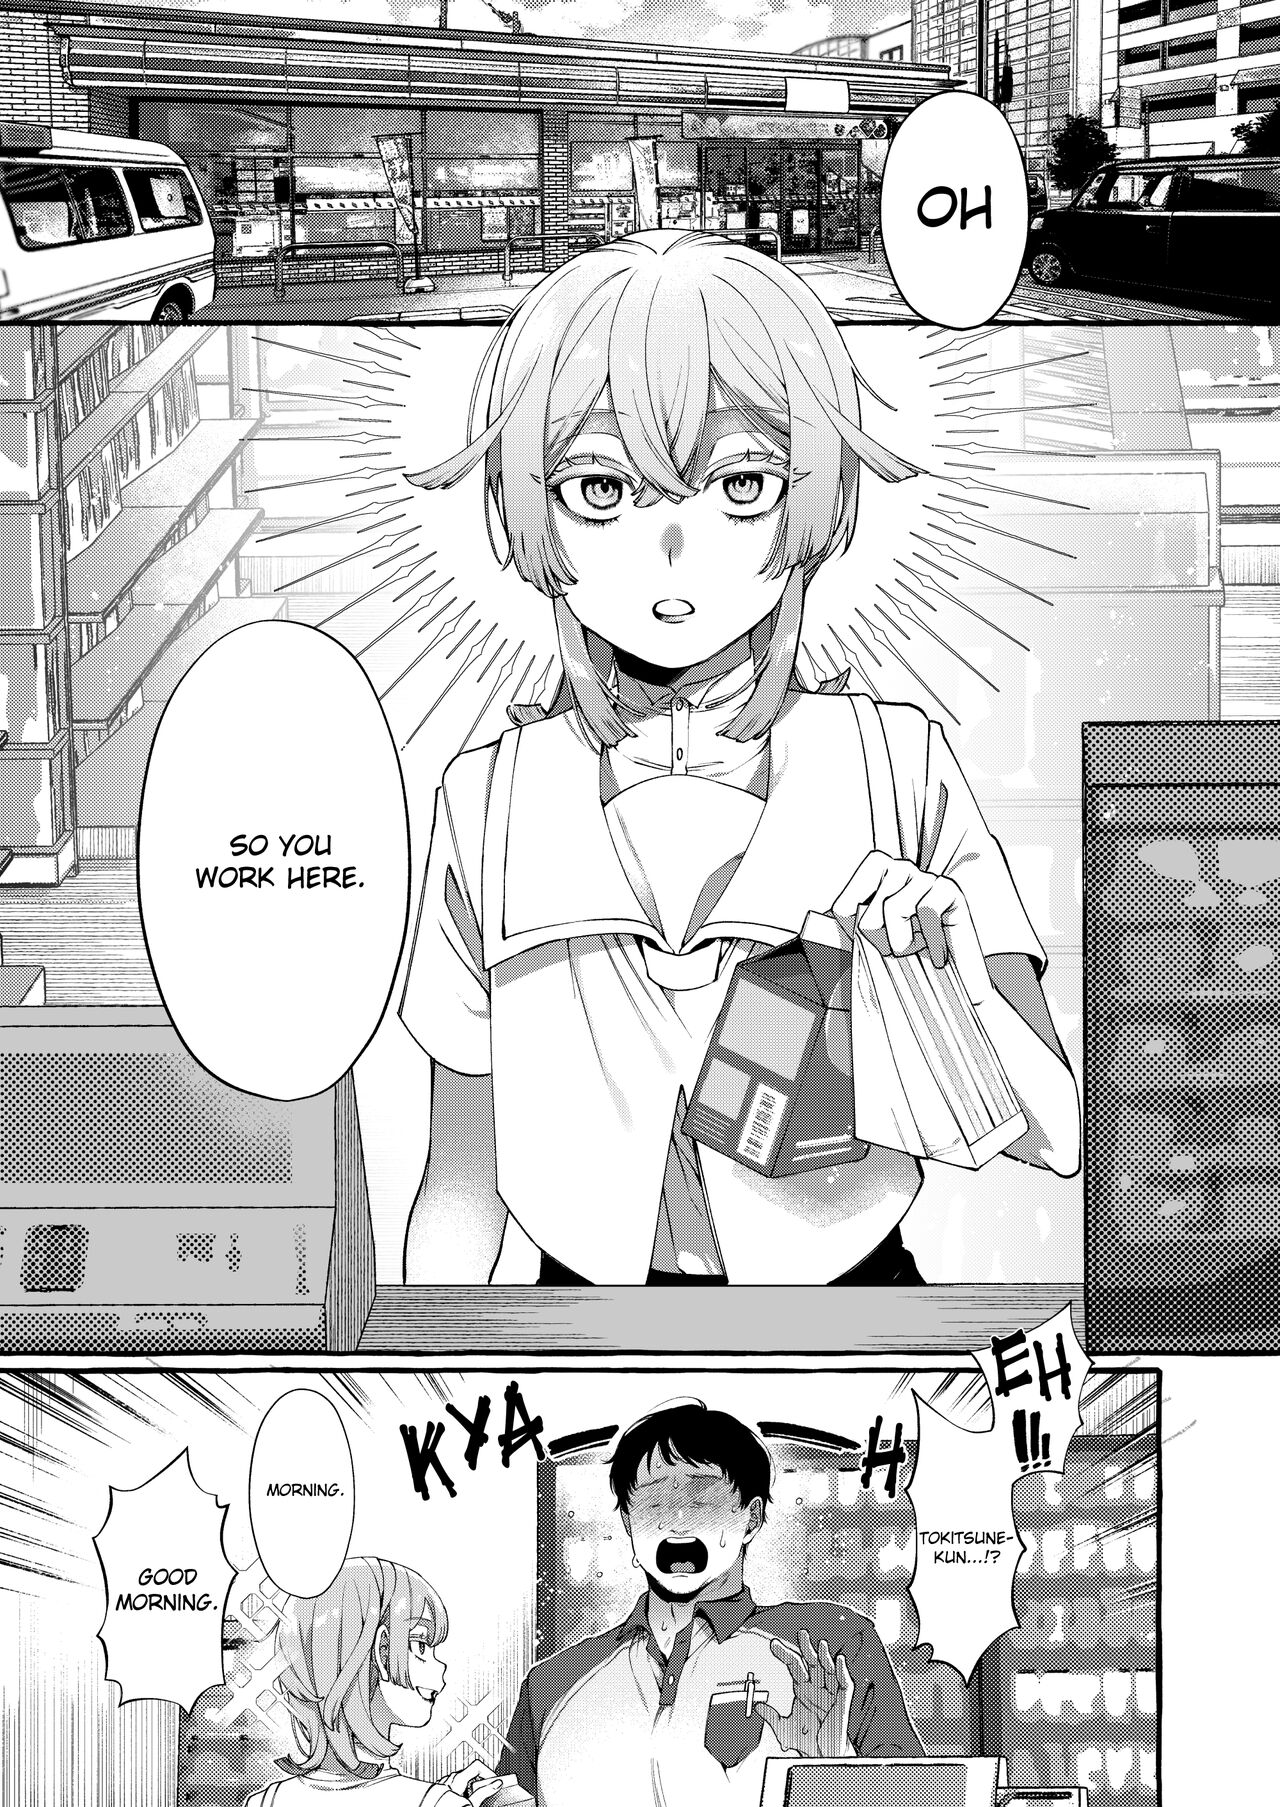 OH
SO YOU
WORK HERE.
EH
!!!
TOKITSUNE-
KUN...!?
KYA
H
MORNING.
GOOD
MORNING.